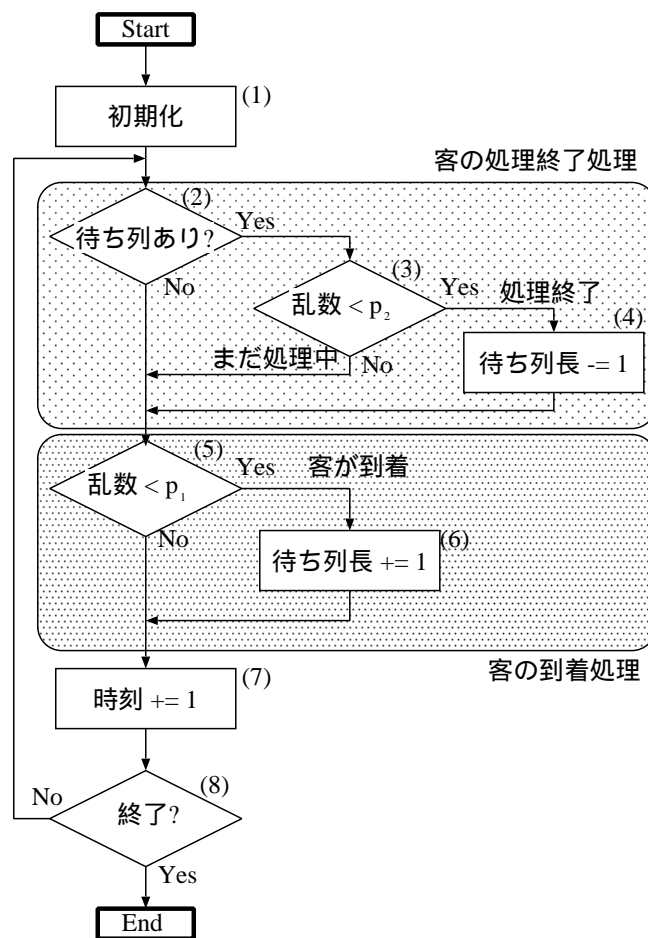 Start
(1)
初期化
客の処理終了処理
(2)
待ち列あり?
Yes
No
(3)
乱数 < p₂
Yes
処理終了
(4)
待ち列長 -= 1
まだ処理中
No
(5)
乱数 < p₁
Yes
客が到着
No
(6)
待ち列長 += 1
客の到着処理
(7)
時刻 += 1
(8)
終了?
No
Yes
End